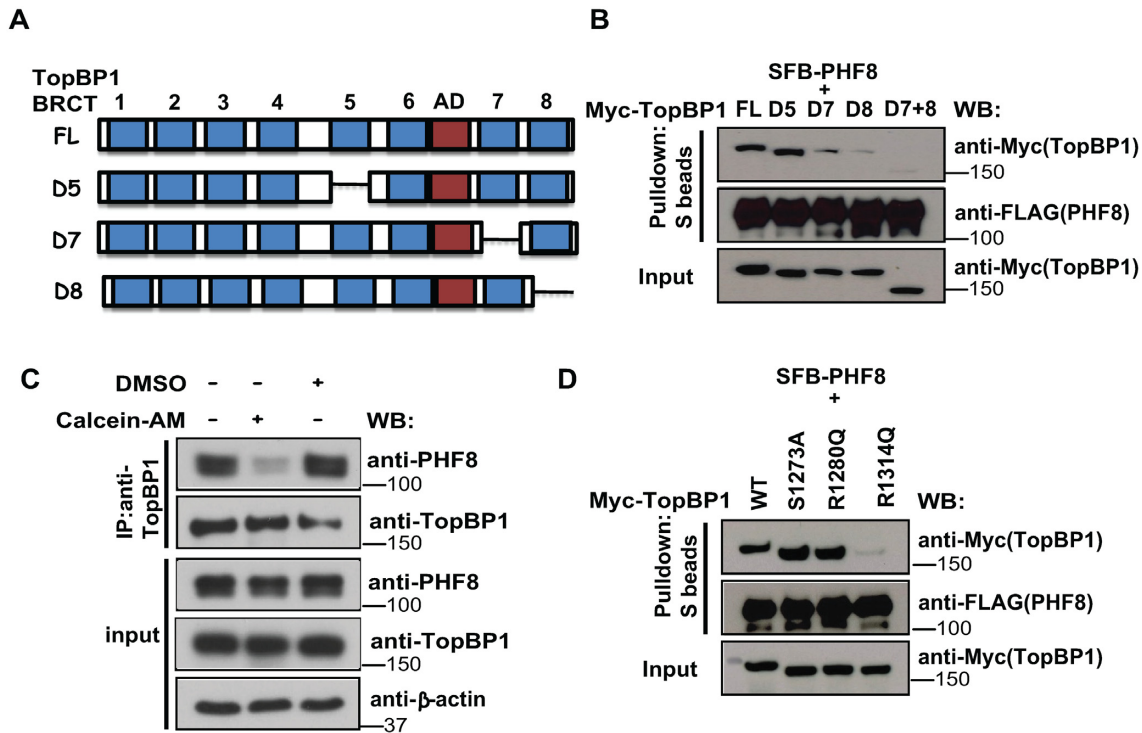 A
TopBP1
BRCT 1 2 3 4 5 6 AD 7 8
FL
D5
D7
D8
B
SFB-PHF8
+
Myc-TopBP1 FL D5 D7 D8 D7+8 WB:
Pulldown:
S beads
anti-Myc(TopBP1)
150
anti-FLAG(PHF8)
100
Input
anti-Myc(TopBP1)
150
C
DMSO - - +
Calcein-AM - + - WB:
IP:anti-
TopBP1
anti-PHF8
100
anti-TopBP1
150
input
anti-PHF8
100
anti-TopBP1
150
anti-β-actin
37
D
SFB-PHF8
+
Myc-TopBP1 WT S1273A R1280Q R1314Q WB:
Pulldown:
S beads
anti-Myc(TopBP1)
150
anti-FLAG(PHF8)
100
Input
anti-Myc(TopBP1)
150